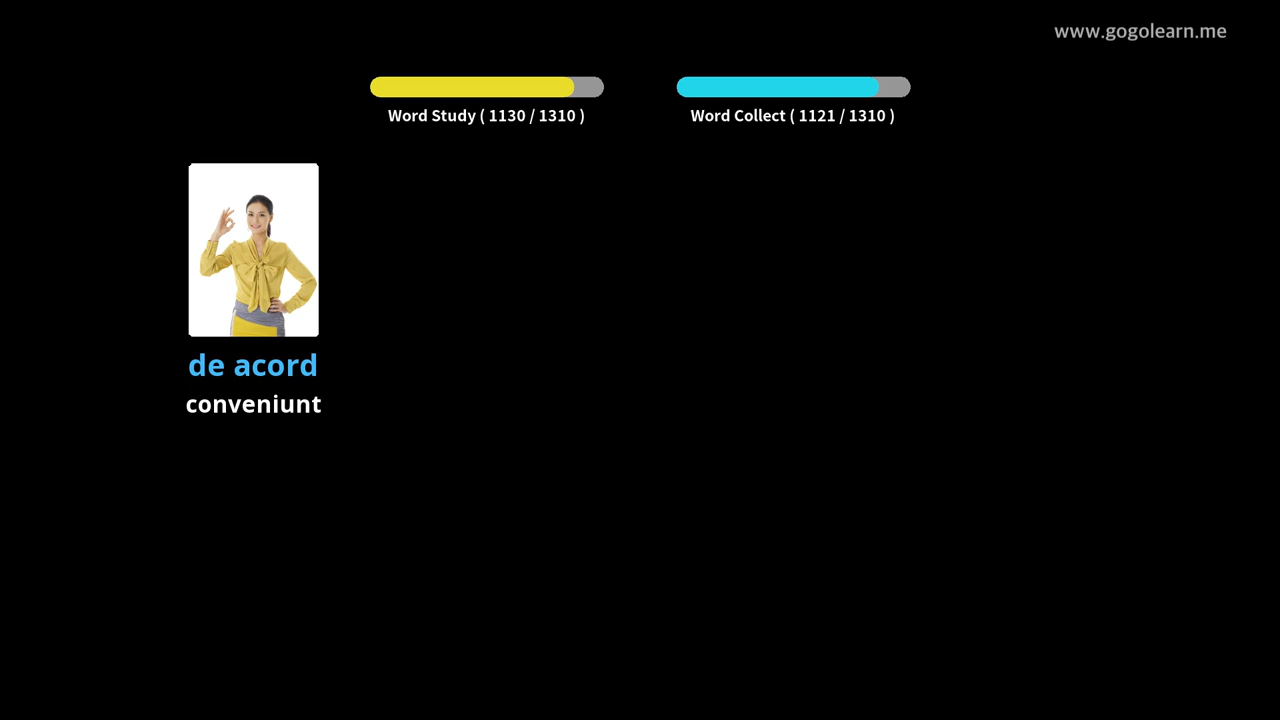 www.gogolearn.me
Word Study ( 1130 / 1310 )
Word Collect ( 1121 / 1310 )
de acord
conveniunt